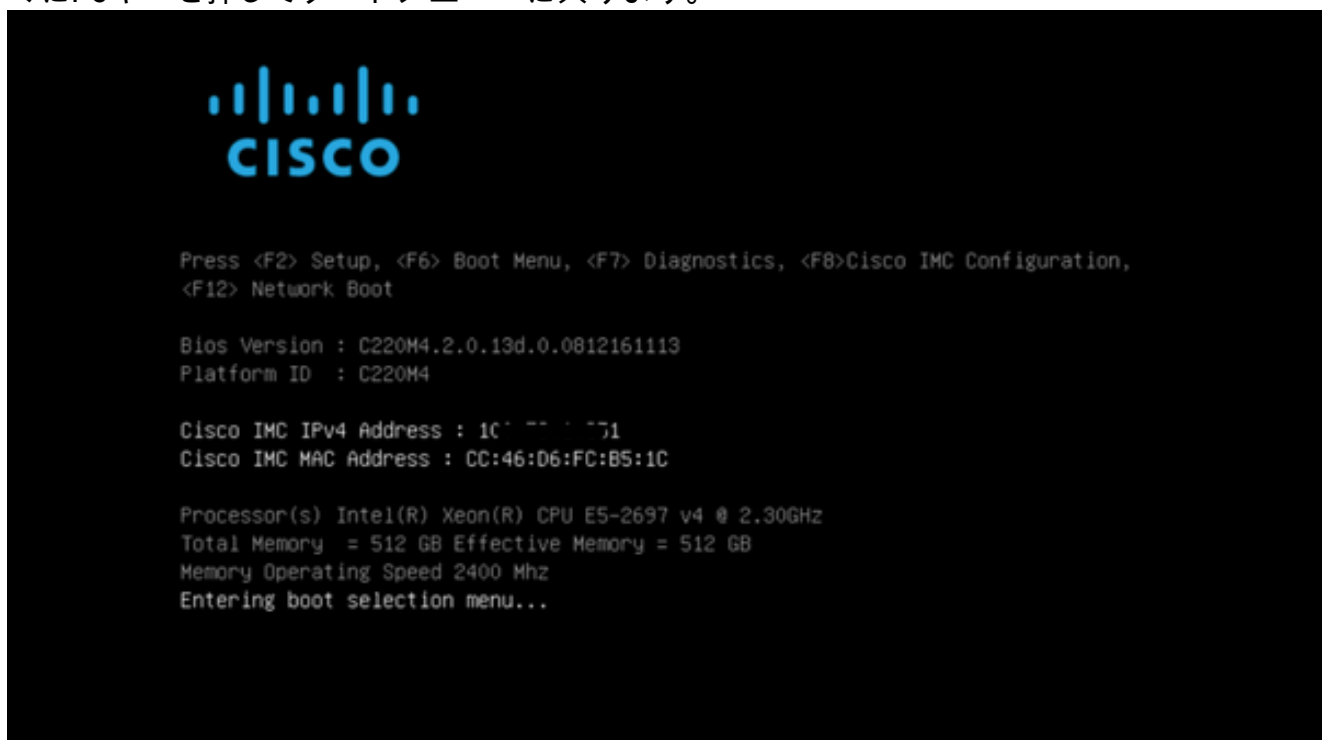 CISCO
Press <F2> Setup, <F6> Boot Menu, <F7> Diagnostics, <F8>Cisco IMC Configuration,
<F12> Network Boot
Bios Version : C220M4.2.0.13d.0.0812161113
Platform ID : C220M4
Cisco IMC IPv4 Address :
Cisco IMC MAC Address : CC:46:D6:FC:B5:1C
Processor(s) Intel(R) Xeon(R) CPU E5-2697 v4 @ 2.30GHz
Total Memory = 512 GB Effective Memory = 512 GB
Memory Operating Speed 2400 Mhz
Entering boot selection menu...